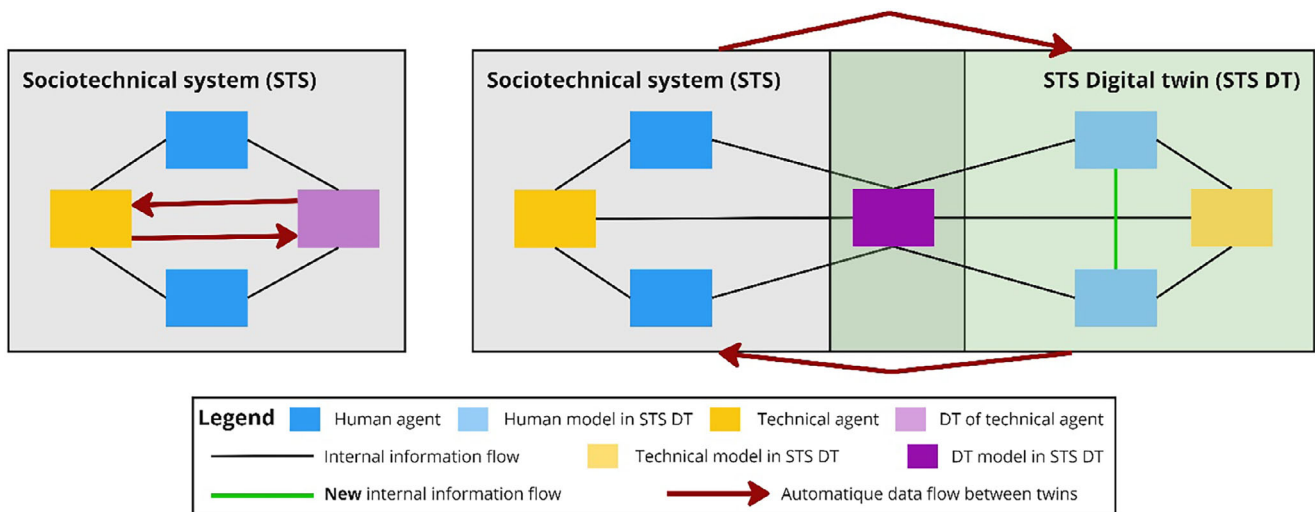 Sociotechnical system (STS)
Sociotechnical system (STS)
STS Digital twin (STS DT)
Legend
Human agent
Human model in STS DT
Technical agent
DT of technical agent
Internal information flow
Technical model in STS DT
DT model in STS DT
New internal information flow
Automatique data flow between twins